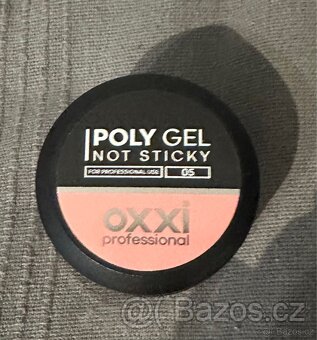 POLY GEL
NOT STICKY
FOR PROFESSIONAL USE 05
oxxi
professional
Bazos.cz